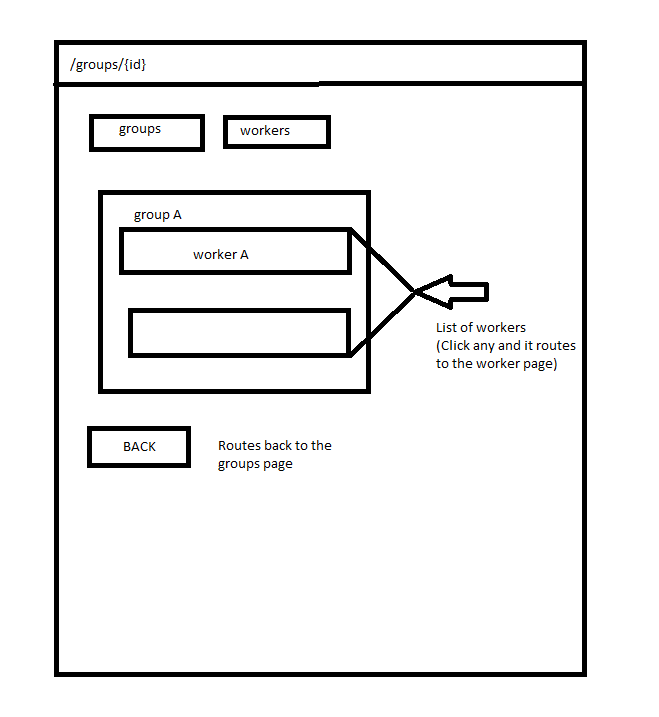 /groups/{id}
groups
workers
group A
worker A
List of workers
(Click any and it routes
to the worker page)
BACK
Routes back to the
groups page